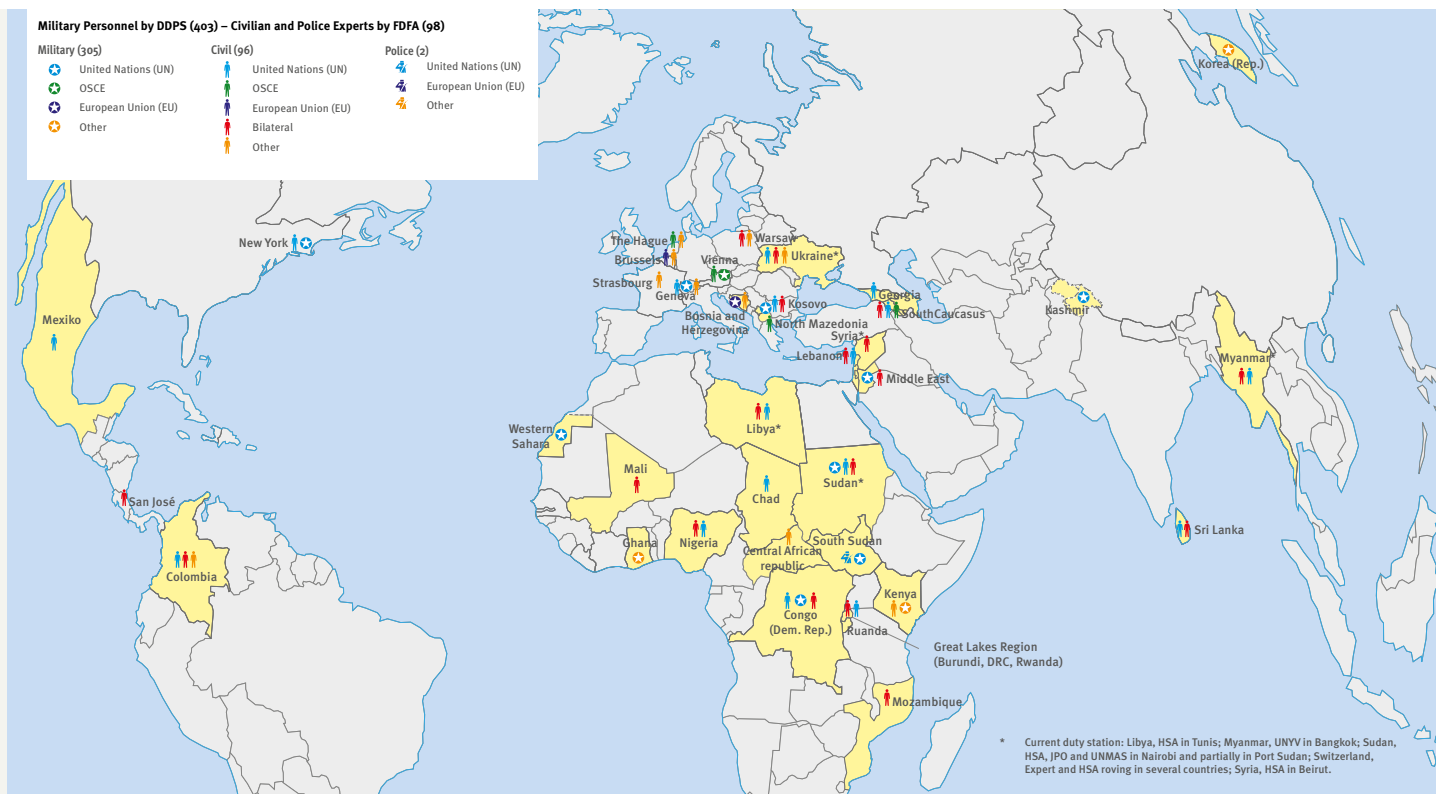 Military Personnel by DDPS (403) – Civilian and Police Experts by FDFA (98)
Military (305)
United Nations (UN)
OSCE
European Union (EU)
Other
Civil (96)
United Nations (UN)
OSCE
European Union (EU)
Bilateral
Other
Police (2)
United Nations (UN)
European Union (EU)
Other
Korea (Rep.)
New York
The Hague
Warsaw
Brussels
Vienna
Ukraine*
Strasbourg
Geneva
Georgia
Kosovo
SouthCaucasus
Kashmir
Bosnia and
Herzegovina
North Mazedonia
Mexiko
Syria*
Lebanon
Myanmar*
Middle East
Western
Sahara
Libya*
Mali
Sudan*
Chad
San José
Sri Lanka
Ghana
Nigeria
South Sudan
Central African
republic
Colombia
Kenya
Congo
(Dem. Rep.)
Ruanda
Great Lakes Region
(Burundi, DRC, Rwanda)
Mozambique
* Current duty station: Libya, HSA in Tunis; Myanmar, UNYV in Bangkok; Sudan,
HSA, JPO and UNMAS in Nairobi and partially in Port Sudan; Switzerland,
Expert and HSA roving in several countries; Syria, HSA in Beirut.